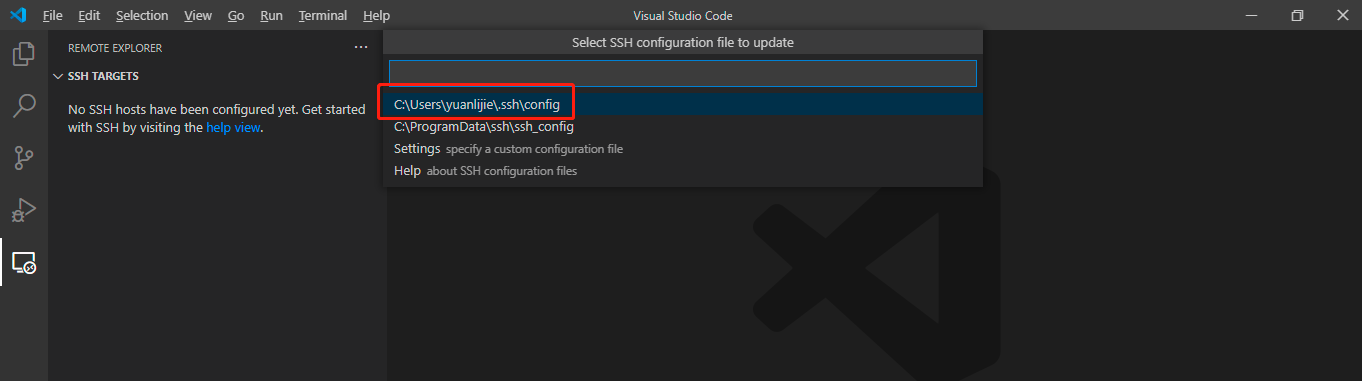 File Edit Selection View Go Run Terminal Help Visual Studio Code
REMOTE EXPLORER ···
SSH TARGETS
No SSH hosts have been configured yet. Get started
with SSH by visiting the help view.
Select SSH configuration file to update
C:\Users\yuanlijie\.ssh\config
C:\ProgramData\ssh\ssh_config
Settings specify a custom configuration file
Help about SSH configuration files